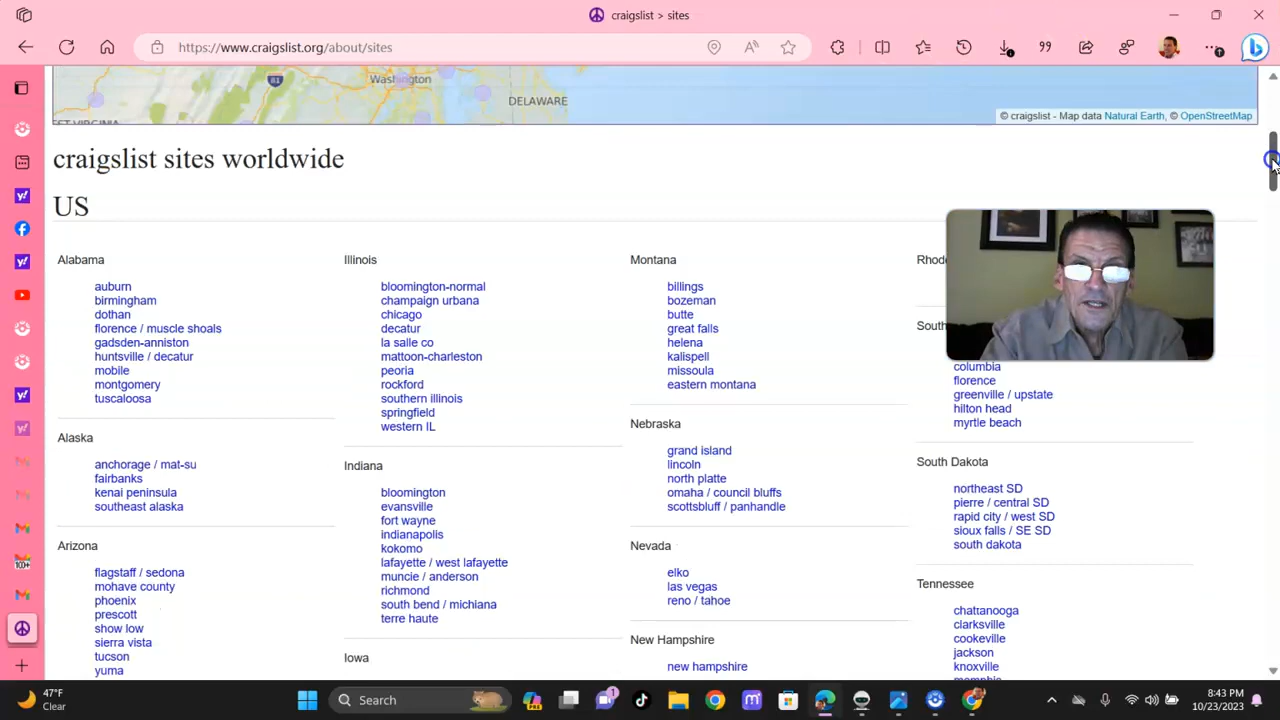 craigslist > sites
https://www.craigslist.org/about/sites
Washington
81
DELAWARE
© craigslist - Map data Natural Earth, © OpenStreetMap
craigslist sites worldwide
US
Alabama
auburn
birmingham
dothan
florence / muscle shoals
gadsden-anniston
huntsville / decatur
mobile
montgomery
tuscaloosa
Alaska
anchorage / mat-su
fairbanks
kenai peninsula
southeast alaska
Arizona
flagstaff / sedona
mohave county
phoenix
prescott
show low
sierra vista
tucson
yuma
Illinois
bloomington-normal
champaign urbana
chicago
decatur
la salle co
mattoon-charleston
peoria
rockford
southern illinois
springfield
western IL
Indiana
bloomington
evansville
fort wayne
indianapolis
kokomo
lafayette / west lafayette
muncie / anderson
richmond
south bend / michiana
terre haute
Iowa
Montana
billings
bozeman
butte
great falls
helena
kalispell
missoula
eastern montana
Nebraska
grand island
lincoln
north platte
omaha / council bluffs
scottsbluff / panhandle
Nevada
elko
las vegas
reno / tahoe
New Hampshire
new hampshire
Rhod
South
columbia
florence
greenville / upstate
hilton head
myrtle beach
South Dakota
northeast SD
pierre / central SD
rapid city / west SD
sioux falls / SE SD
south dakota
Tennessee
chattanooga
clarksville
cookeville
jackson
knoxville
memphis
47°F
Clear
Search
1
8:43 PM
10/23/2023